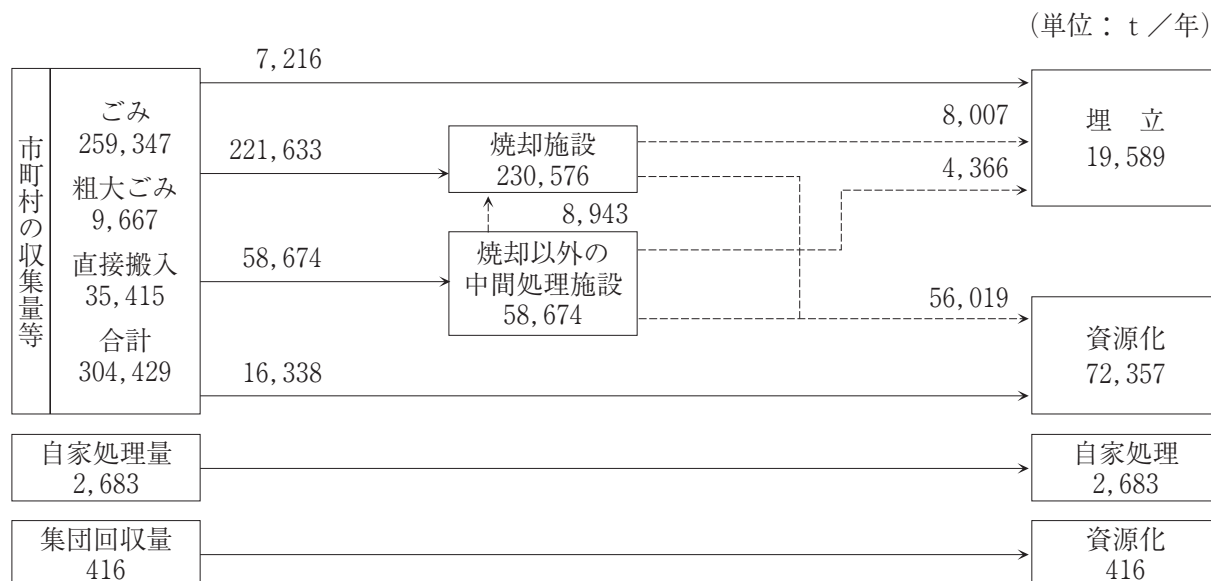 (単位：ｔ／年)
市町村の収集量等
ごみ
259,347
粗大ごみ
9,667
直接搬入
35,415
合計
304,429
7,216
221,633
58,674
16,338
焼却施設
230,576
8,943
焼却以外の
中間処理施設
58,674
8,007
4,366
56,019
埋　立
19,589
資源化
72,357
自家処理量
2,683
自家処理
2,683
集団回収量
416
資源化
416